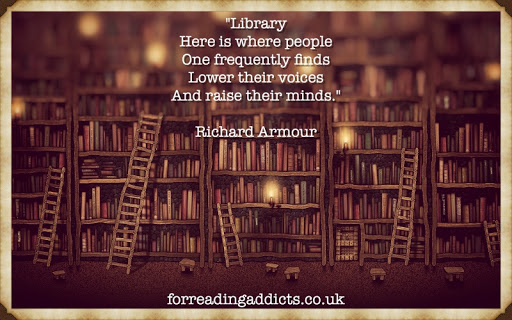 "Library
Here is where people
One frequently finds
Lower their voices
And raise their minds."
Richard Armour
forreadingaddicts.co.uk